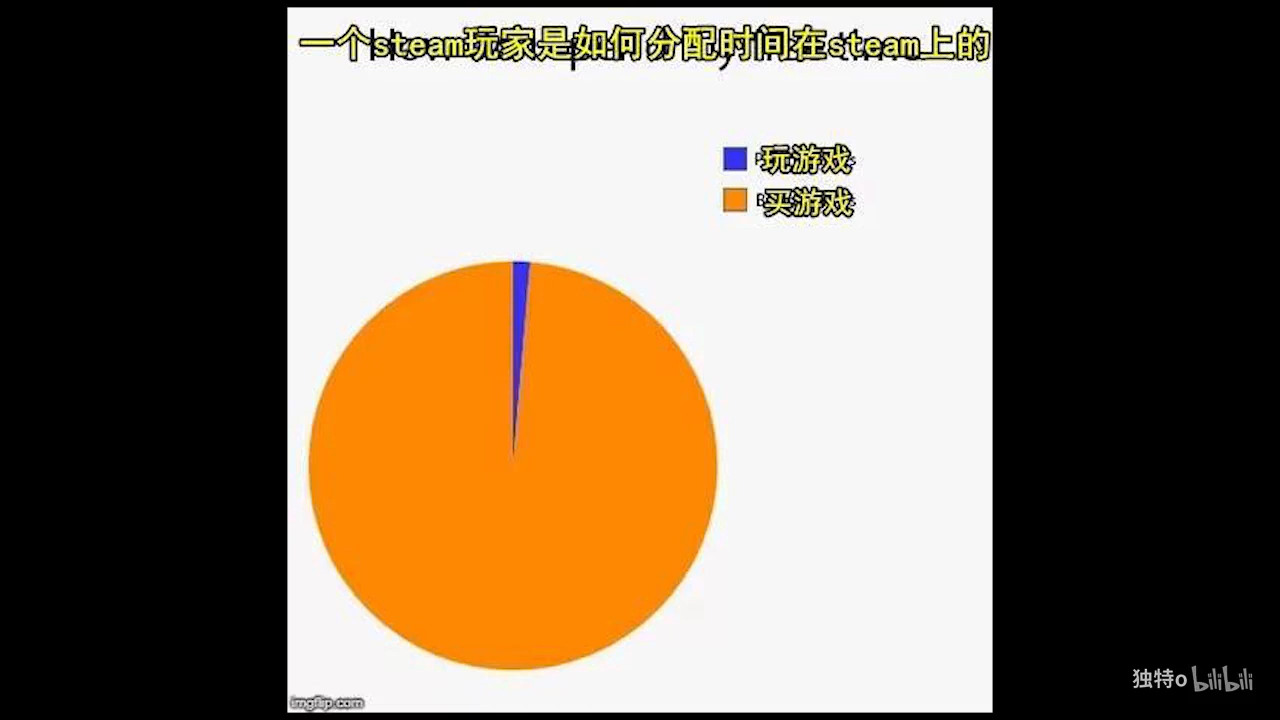 一个steam玩家是如何分配时间在steam上的
玩游戏
买游戏
imgflip.com
独特o bilibili